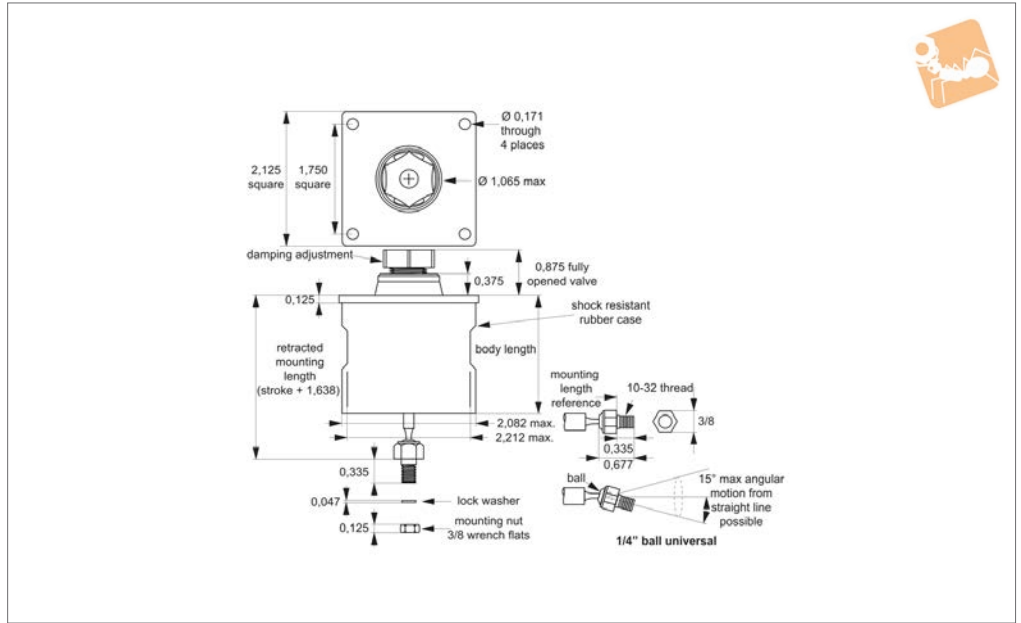 Ø 0,171
through
4 places
2,125
square
1,750
square
Ø 1,065 max
damping adjustment
0,875 fully
opened valve
0,375
0,125
shock resistant
rubber case
retracted
mounting
length
(stroke + 1,638)
body length
mounting
length
reference
10-32 thread
3/8
2,082 max.
2,212 max.
0,335
0,677
0,335
ball
15" max angular
motion from
straight line
possible
0,047
lock washer
0,125
mounting nut
3/8 wrench flats
1/4" ball universal